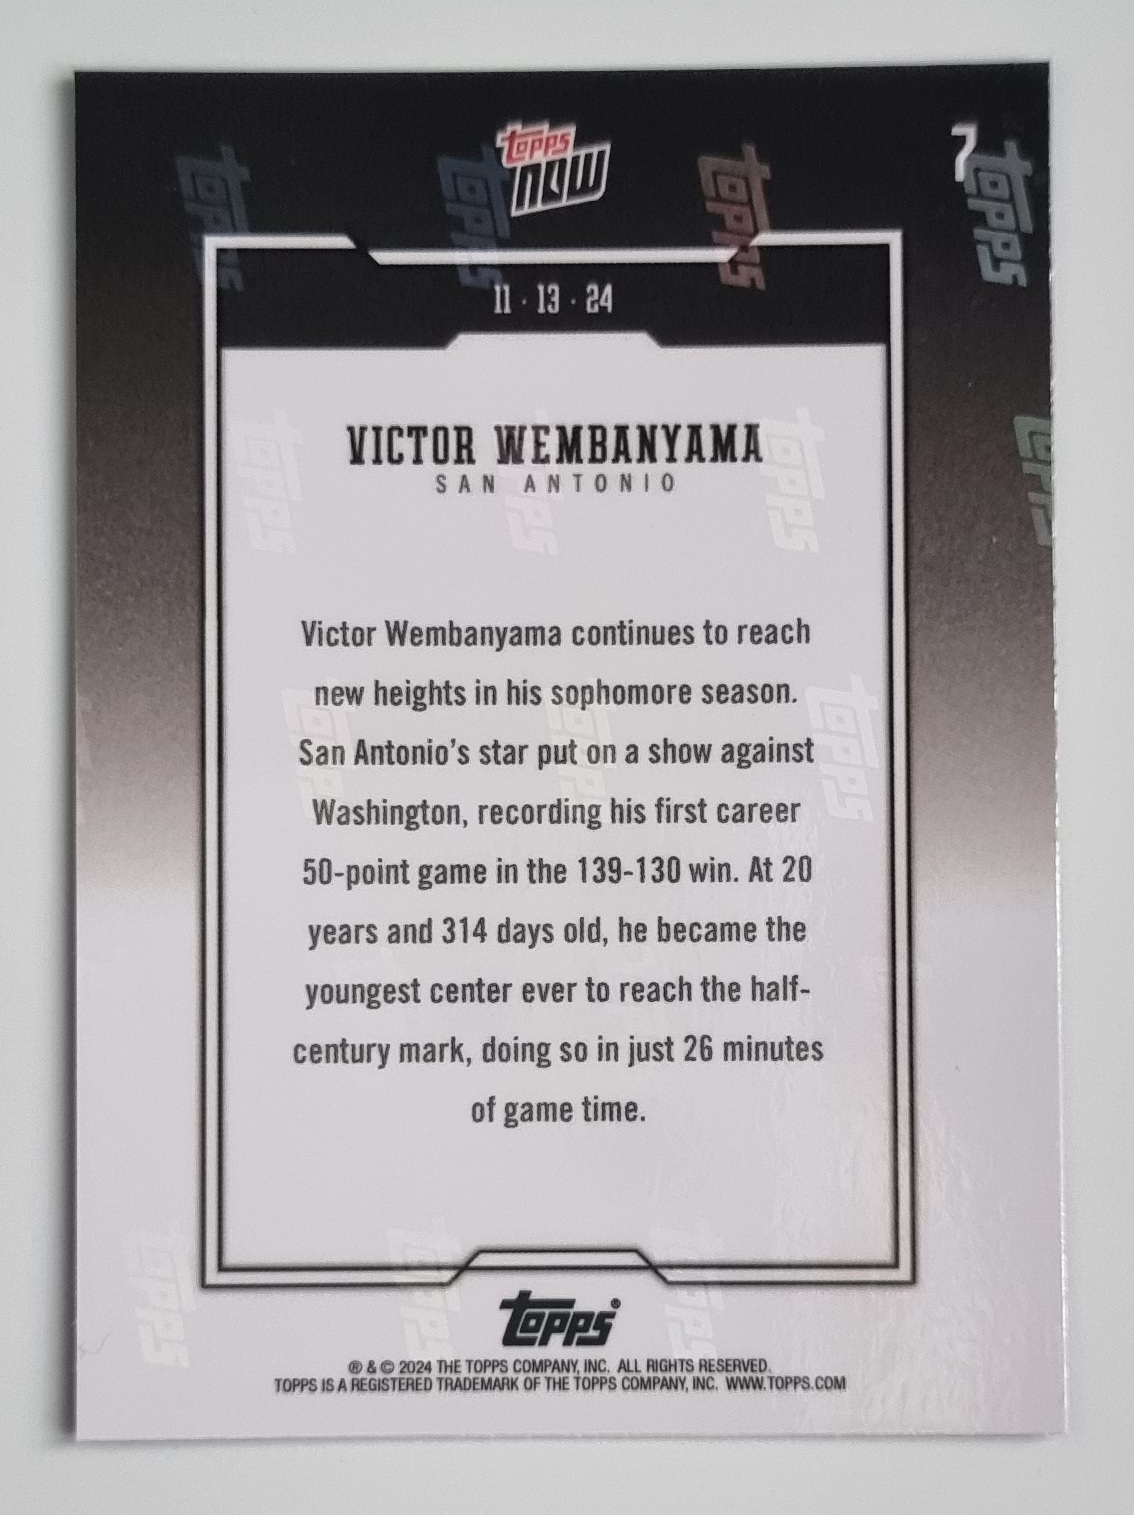 topps
now
7
11 · 13 · 24
VICTOR WEMBANYAMA
SAN ANTONIO
Victor Wembanyama continues to reach
new heights in his sophomore season.
San Antonio's star put on a show against
Washington, recording his first career
50-point game in the 139-130 win. At 20
years and 314 days old, he became the
youngest center ever to reach the half-
century mark, doing so in just 26 minutes
of game time.
topps®
® & © 2024 THE TOPPS COMPANY, INC. ALL RIGHTS RESERVED.
TOPPS IS A REGISTERED TRADEMARK OF THE TOPPS COMPANY, INC. WWW.TOPPS.COM